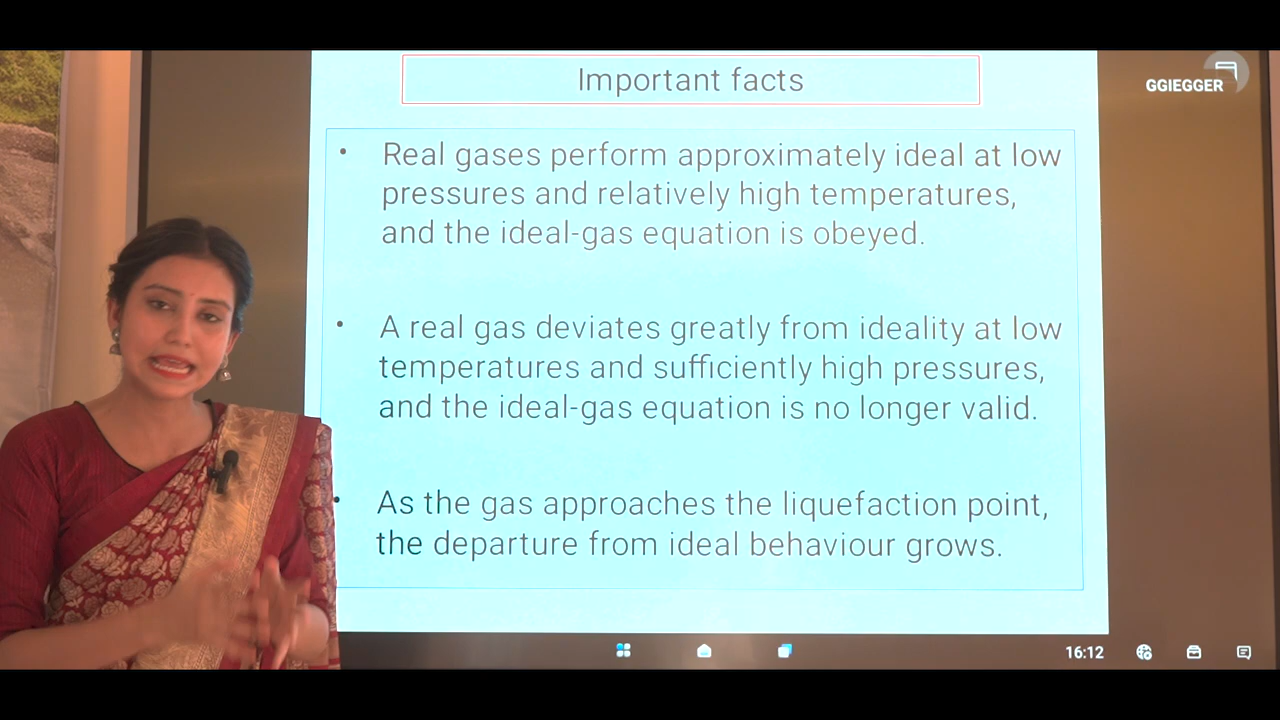 Important facts
GGIEGGER
• Real gases perform approximately ideal at low
pressures and relatively high temperatures,
and the ideal-gas equation is obeyed.
• A real gas deviates greatly from ideality at low
temperatures and sufficiently high pressures,
and the ideal-gas equation is no longer valid.
• As the gas approaches the liquefaction point,
the departure from ideal behaviour grows.
16:12